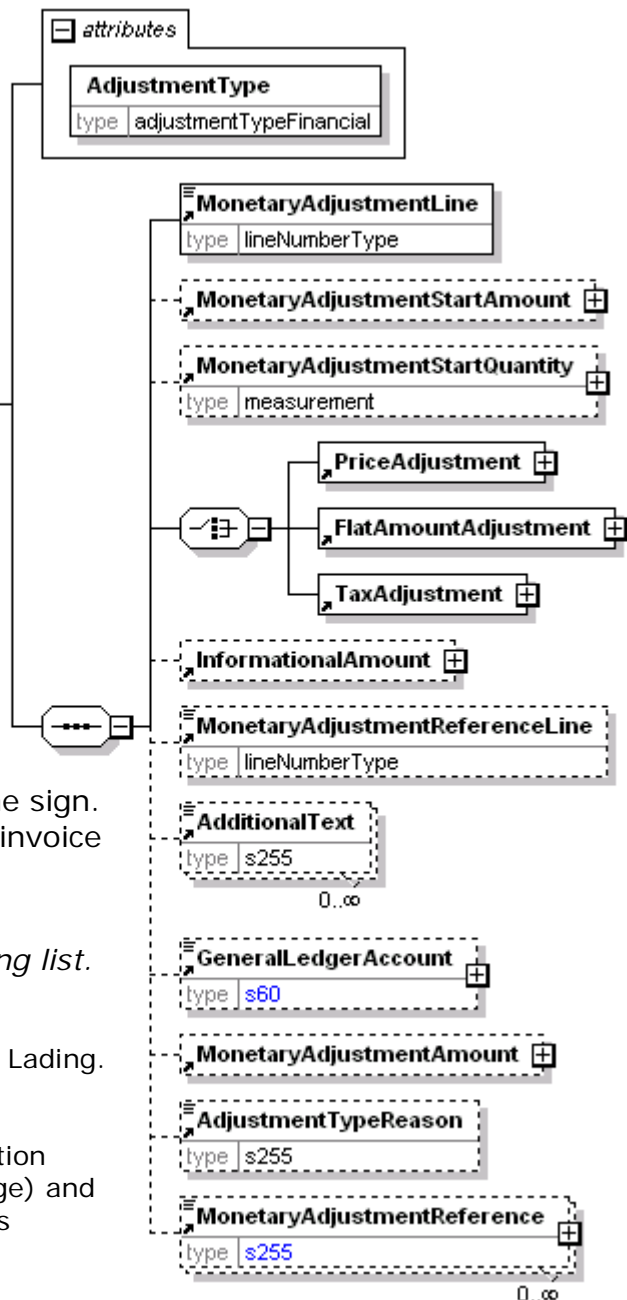 attributes
AdjustmentType
type adjustmentTypeFinancial
MonetaryAdjustmentLine
type lineNumberType
MonetaryAdjustmentStartAmount
MonetaryAdjustmentStartQuantity
type measurement
PriceAdjustment
FlatAmountAdjustment
TaxAdjustment
InformationalAmount
MonetaryAdjustmentReferenceLine
type lineNumberType
e sign.
invoice
AdditionalText
type s255
0..∞
ng list.
GeneralLedgerAccount
type s60
Lading.
MonetaryAdjustmentAmount
AdjustmentTypeReason
type s255
tion
ge) and
s
MonetaryAdjustmentReference
type s255
0..∞